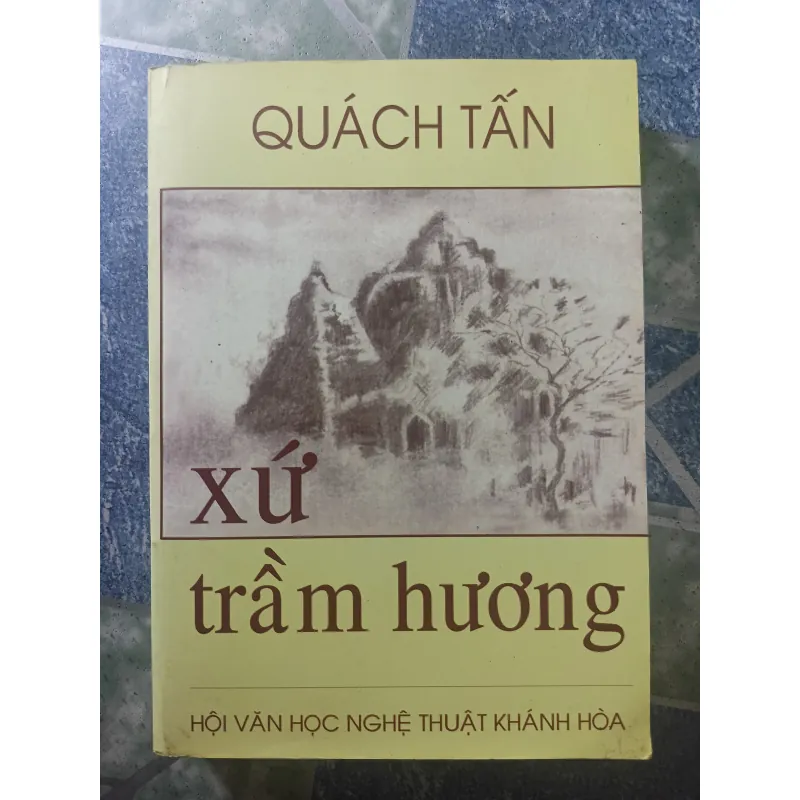 QUÁCH TẤN
xứ
trầm hương
HỘI VĂN HỌC NGHỆ THUẬT KHÁNH HÒA